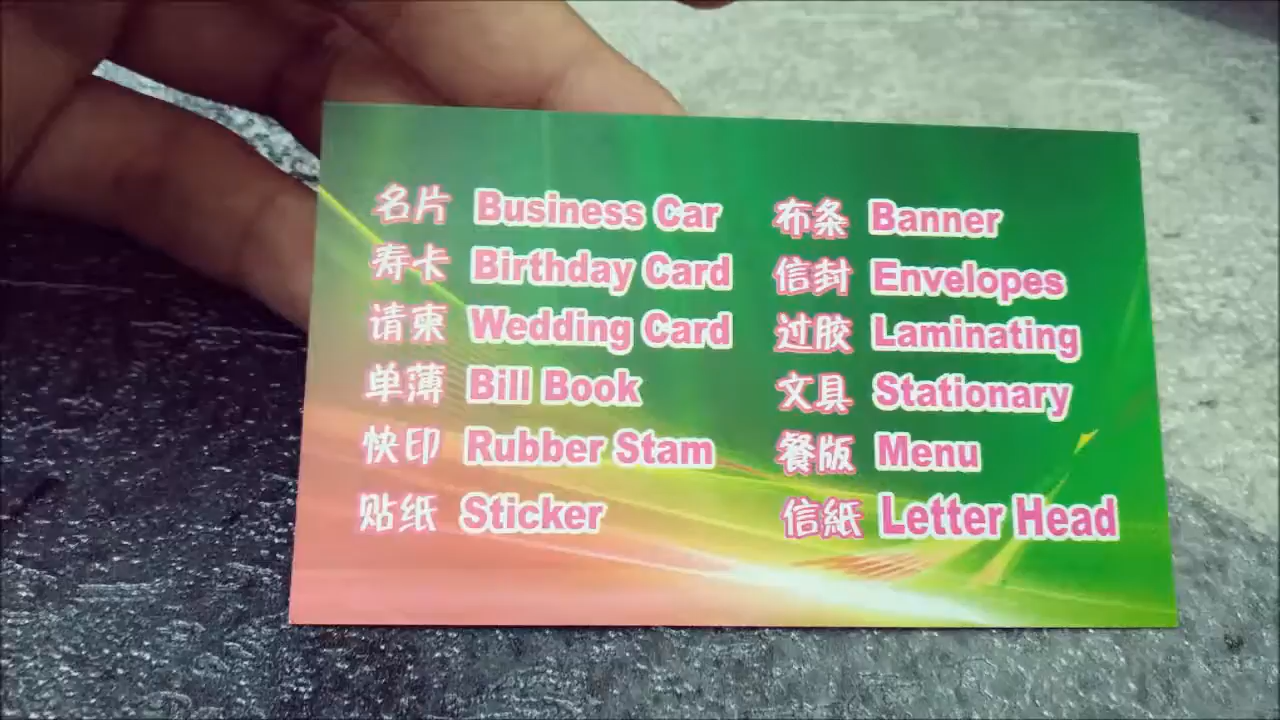 名片 Business Car
寿卡 Birthday Card
请柬 Wedding Card
单薄 Bill Book
快印 Rubber Stam
贴纸 Sticker
布条 Banner
信封 Envelopes
过胶 Laminating
文具 Stationary
餐版 Menu
信紙 Letter Head